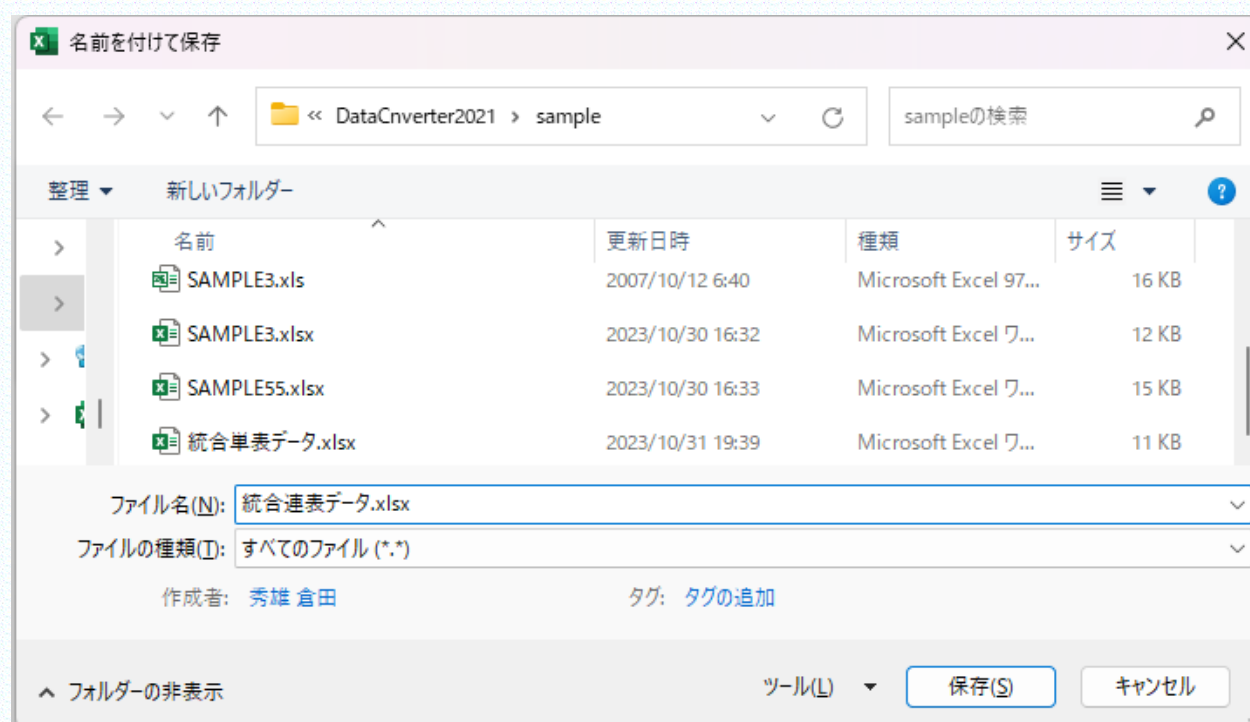 名前を付けて保存
« DataCnverter2021 › sample sampleの検索
整理 新しいフォルダー
名前 更新日時 種類 サイズ
SAMPLE3.xls 2007/10/12 6:40 Microsoft Excel 97... 16 KB
SAMPLE3.xlsx 2023/10/30 16:32 Microsoft Excel ワ... 12 KB
SAMPLE55.xlsx 2023/10/30 16:33 Microsoft Excel ワ... 15 KB
統合単表データ.xlsx 2023/10/31 19:39 Microsoft Excel ワ... 11 KB
ファイル名(N): 統合連表データ.xlsx
ファイルの種類(T): すべてのファイル (*.*)
作成者: 秀雄 倉田 タグ: タグの追加
フォルダーの非表示 ツール(L) 保存(S) キャンセル